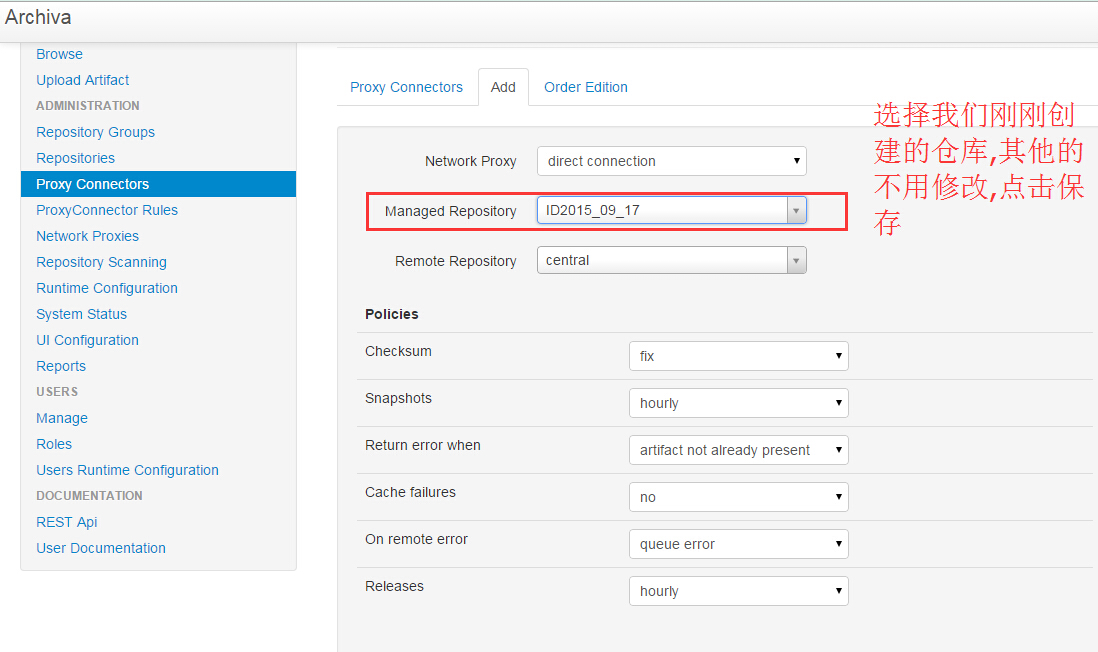 Archiva
Browse
Upload Artifact
ADMINISTRATION
Repository Groups
Repositories
Proxy Connectors
ProxyConnector Rules
Network Proxies
Repository Scanning
Runtime Configuration
System Status
UI Configuration
Reports
USERS
Manage
Roles
Users Runtime Configuration
DOCUMENTATION
REST Api
User Documentation
Proxy Connectors
Add
Order Edition
Network Proxy
direct connection
Managed Repository
ID2015_09_17
Remote Repository
central
Policies
Checksum
fix
Snapshots
hourly
Return error when
artifact not already present
Cache failures
no
On remote error
queue error
Releases
hourly
选择我们刚刚创
建的仓库,其他的
不用修改,点击保
存